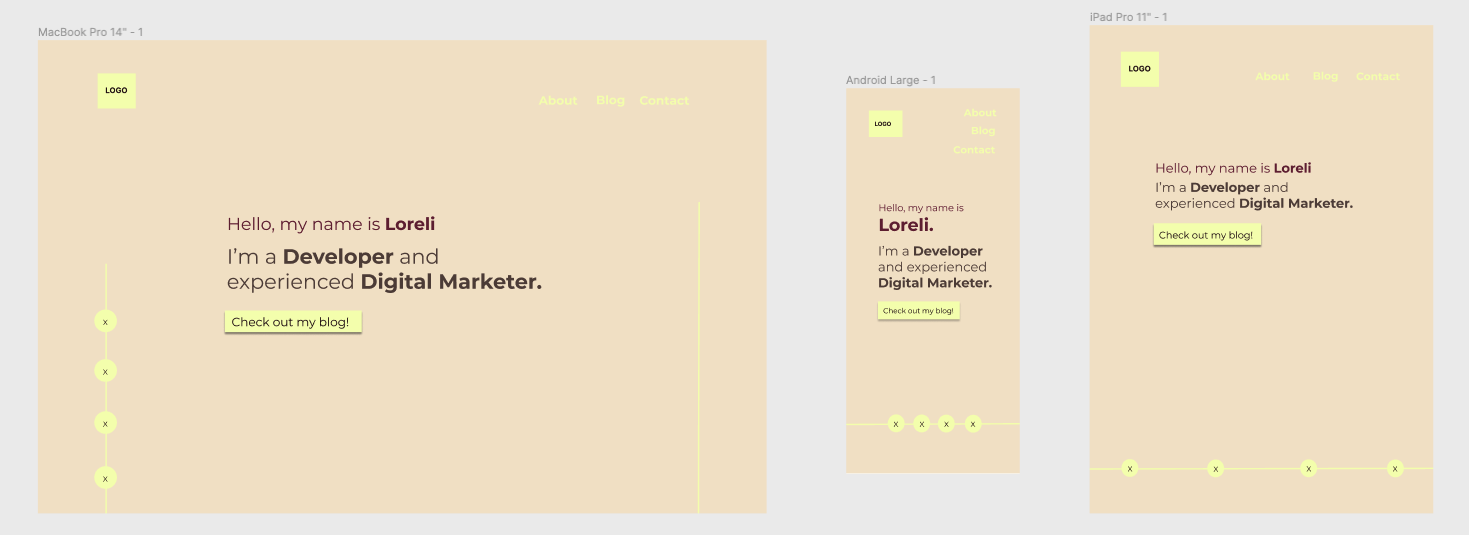 MacBook Pro 14" - 1
LOGO
About Blog Contact
Hello, my name is Loreli
I'm a Developer and
experienced Digital Marketer.
Check out my blog!
x
x
x
x
Android Large - 1
LOGO
About
Blog
Contact
Hello, my name is
Loreli.
I'm a Developer
and experienced
Digital Marketer.
Check out my blog!
x x x x
iPad Pro 11" - 1
LOGO
About Blog Contact
Hello, my name is Loreli
I'm a Developer and
experienced Digital Marketer.
Check out my blog!
x x x x